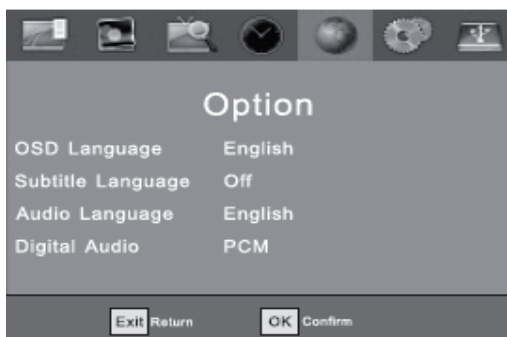 Option
OSD Language English
Subtitle Language Off
Audio Language English
Digital Audio PCM
Exit Return OK Confirm